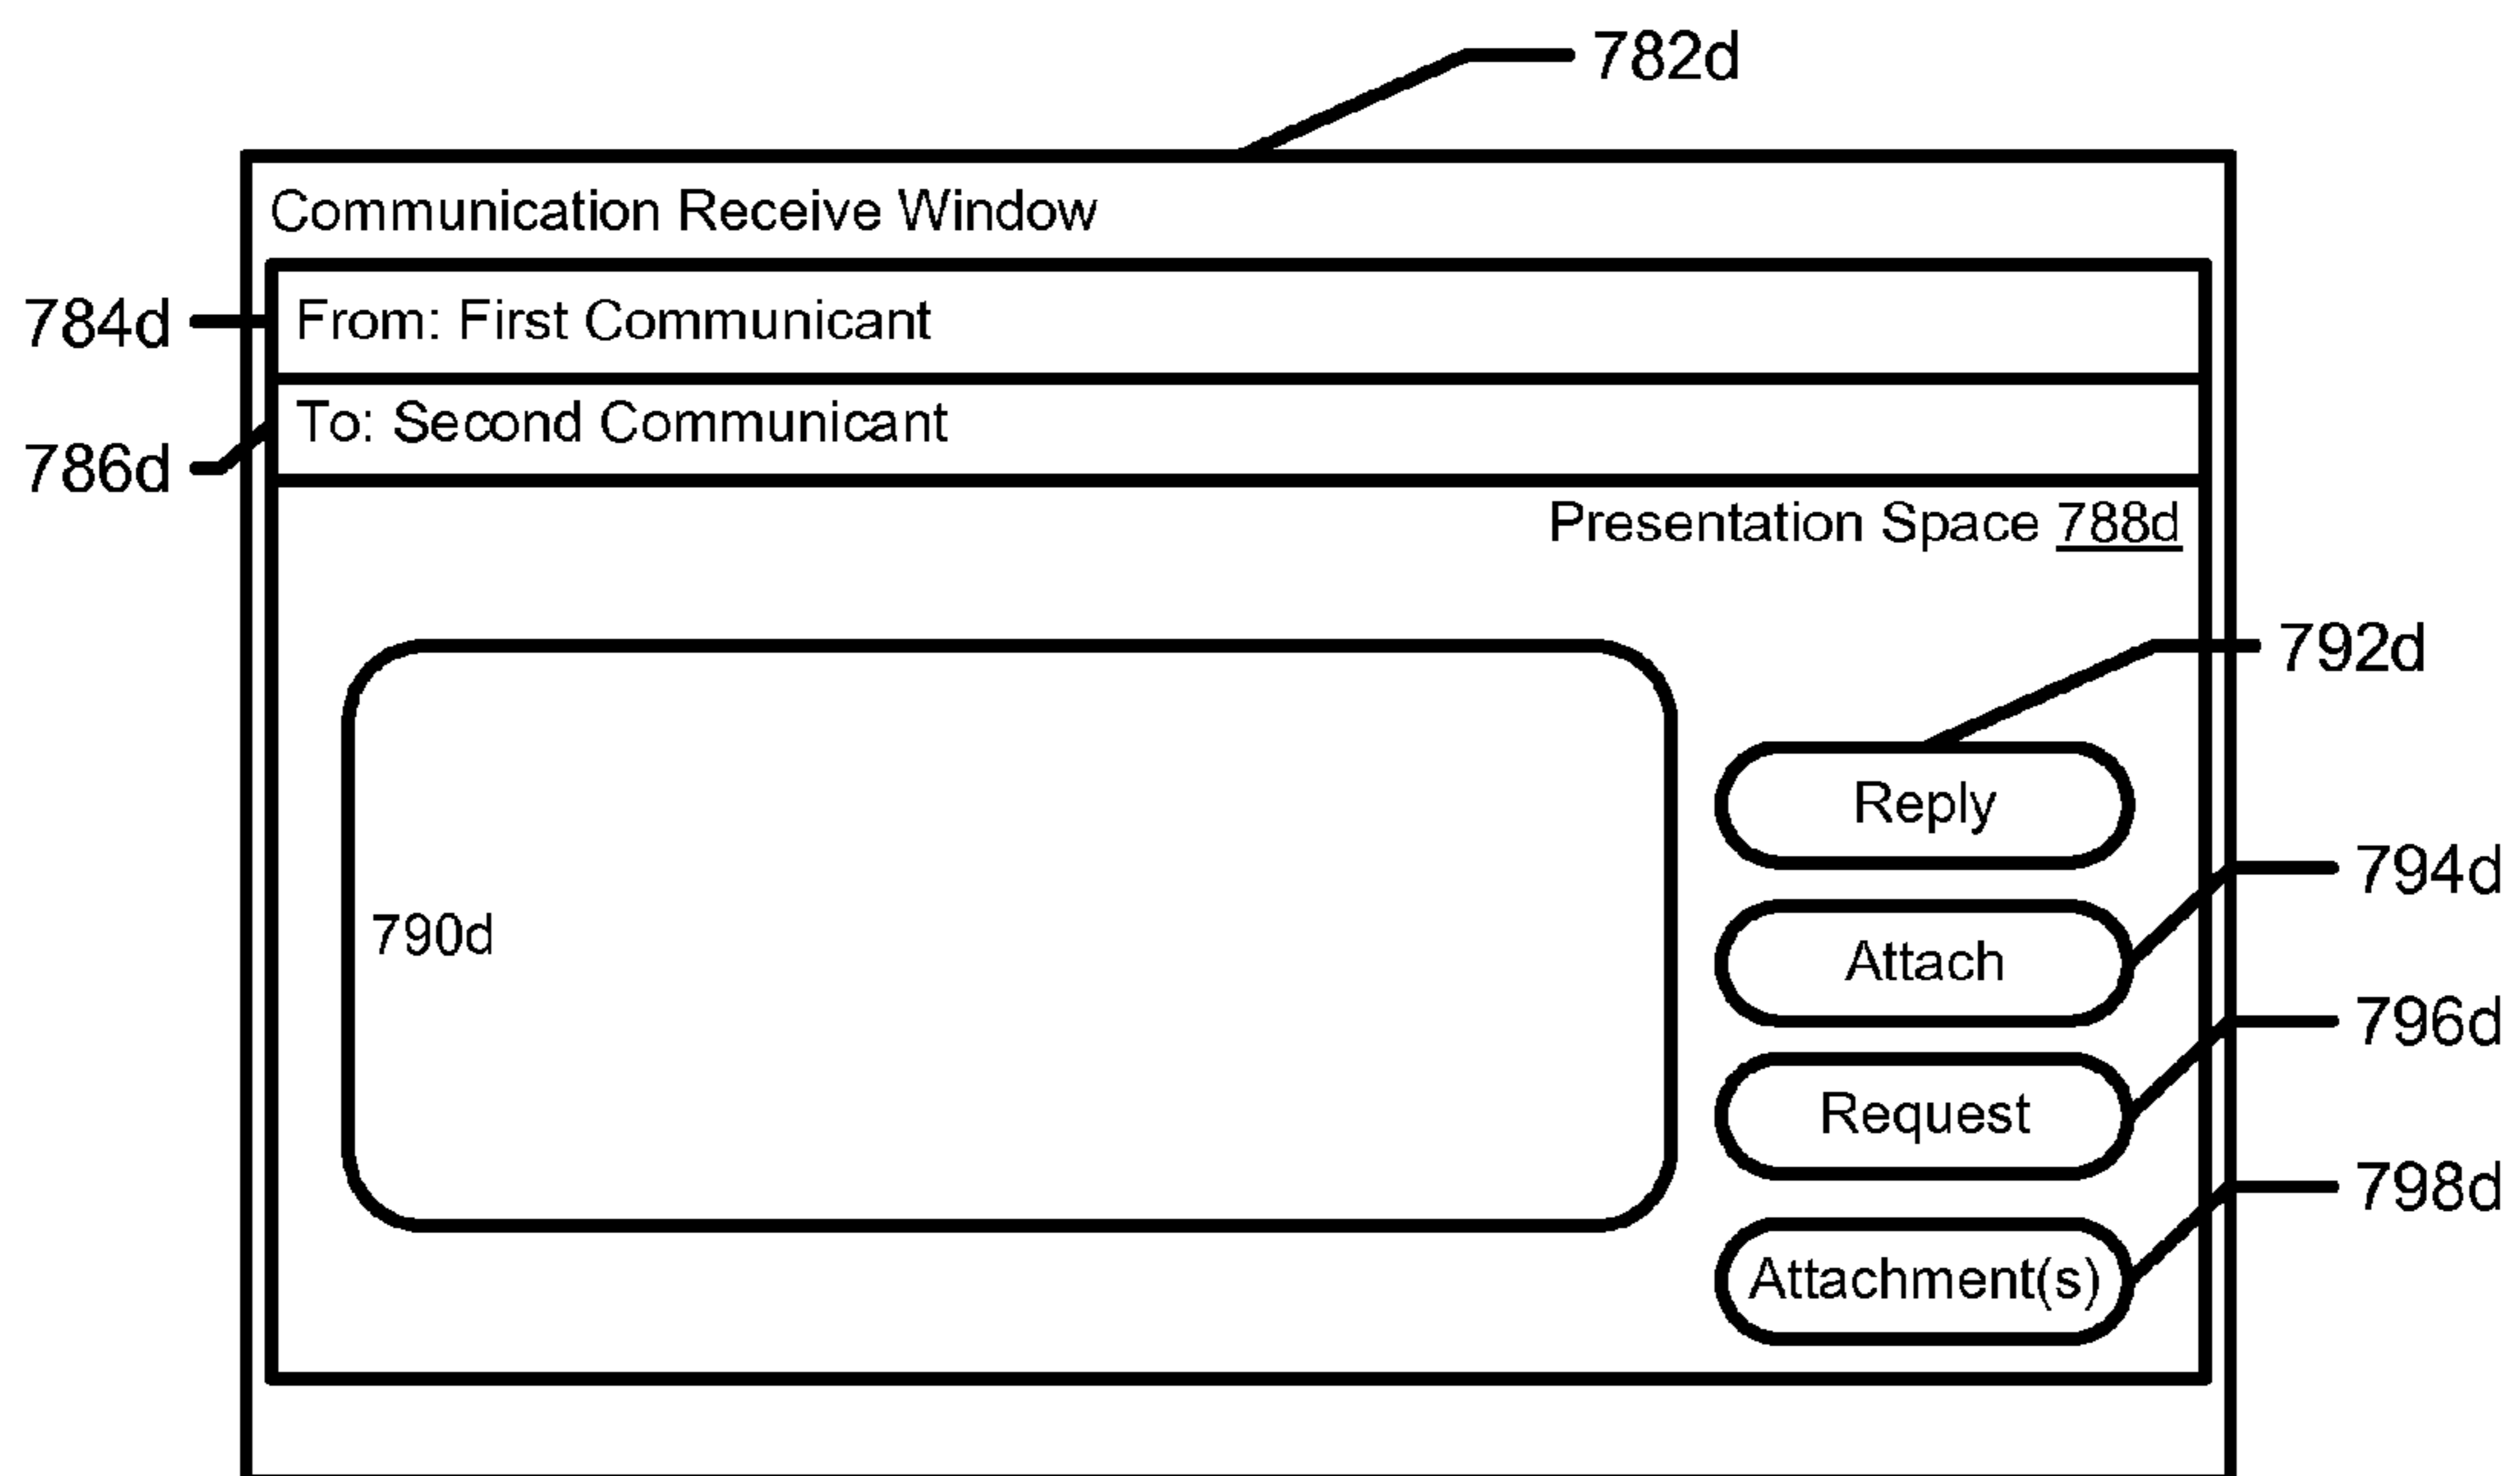 782d
Communication Receive Window
784d
From: First Communicant
To: Second Communicant
786d
Presentation Space 788d
792d
Reply
794d
790d
Attach
796d
Request
798d
Attachment(s)